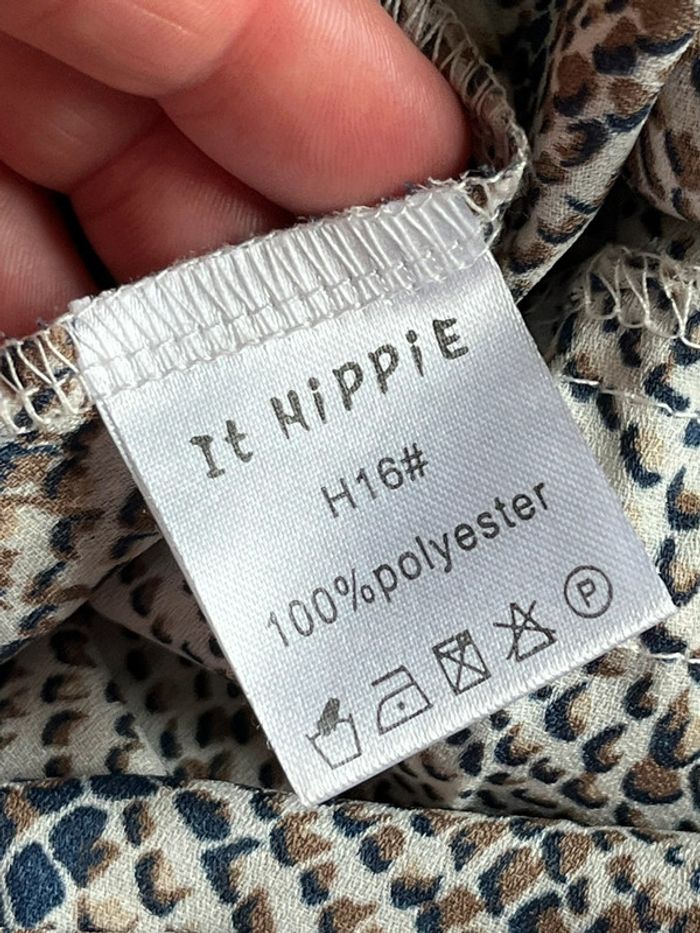 It HiPPiE
H16#
100%polyester
P